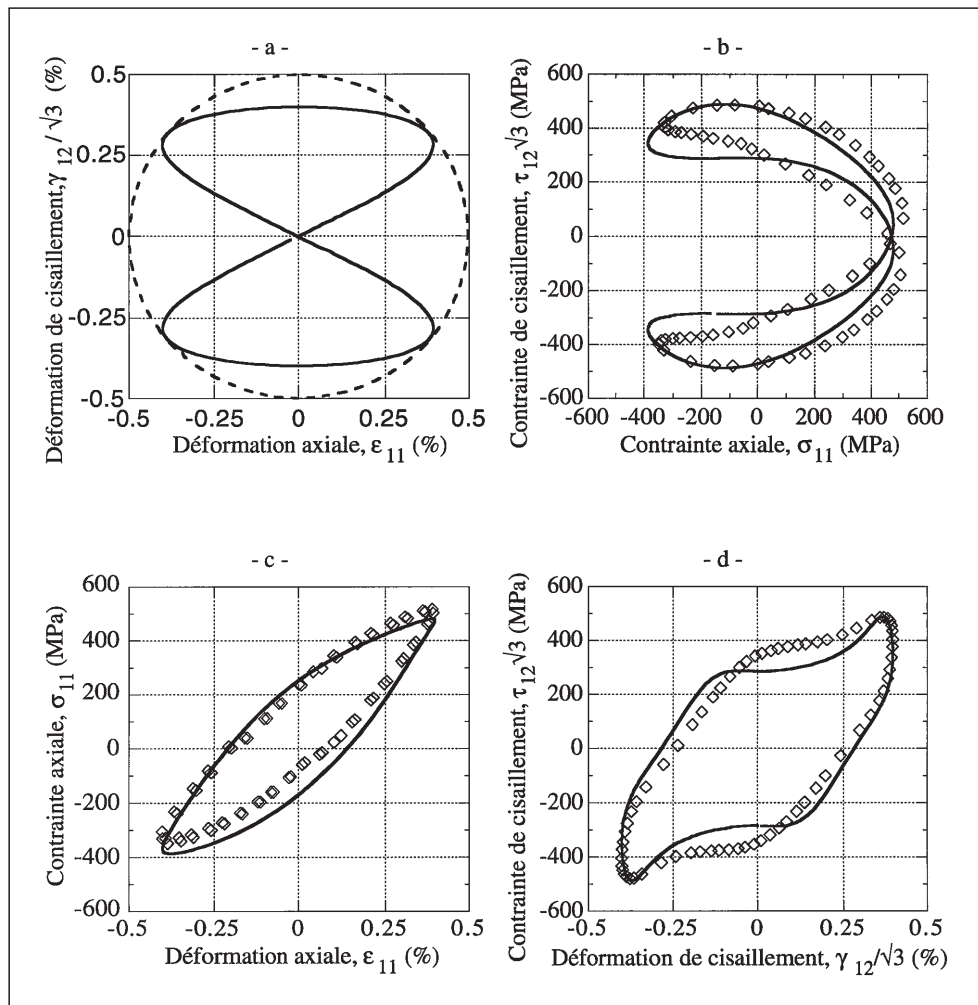 - a -
Déformation de cisaillement, γ12 / √3 (%)
0.5
0.25
0
-0.25
-0.5
-0.5 -0.25 0 0.25 0.5
Déformation axiale, ε11 (%)
- b -
Contrainte de cisaillement, τ12√3 (MPa)
600
400
200
0
-200
-400
-600
-600 -400 -200 0 200 400 600
Contrainte axiale, σ11 (MPa)
- c -
Contrainte axiale, σ11 (MPa)
600
400
200
0
-200
-400
-600
-0.5 -0.25 0 0.25 0.5
Déformation axiale, ε11 (%)
- d -
Contrainte de cisaillement, τ12√3 (MPa)
600
400
200
0
-200
-400
-600
-0.5 -0.25 0 0.25 0.5
Déformation de cisaillement, γ12/√3 (%)